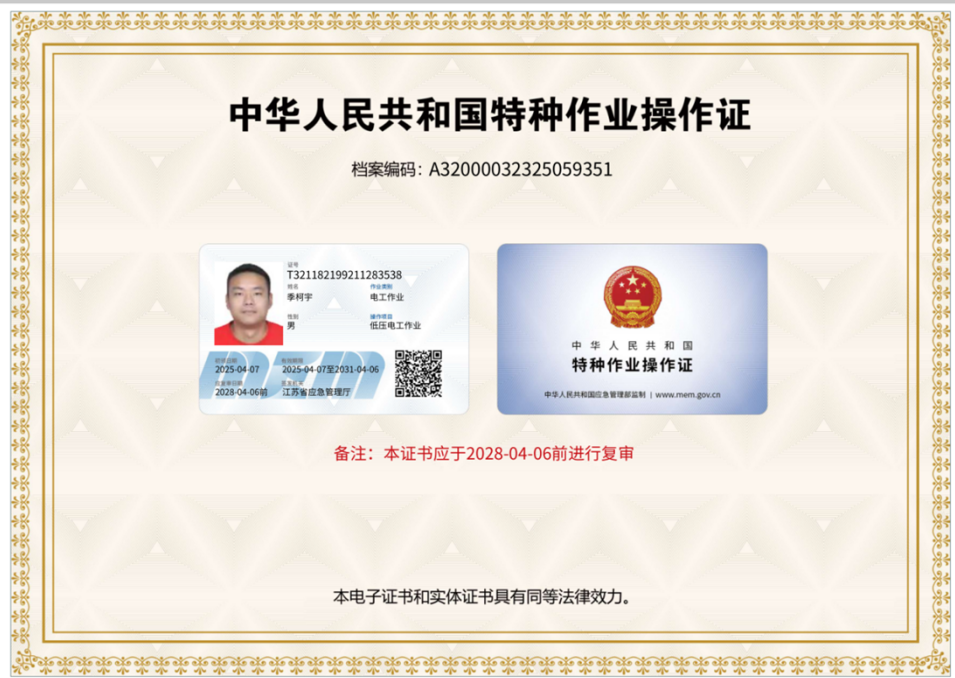 中华人民共和国特种作业操作证
档案编码：A32000032325059351
证号
T321182199211283538
姓名
作业类别
李柯宇
电工作业
性别
操作项目
男
低压电工作业
初领日期
有效期限
2025-04-07
2025-04-07至2031-04-06
应复审日期
签发机关
2028-04-06前
江苏省应急管理厅
中华人民共和国
特种作业操作证
中华人民共和国应急管理部监制 | www.mem.gov.cn
备注：本证书应于2028-04-06前进行复审
本电子证书和实体证书具有同等法律效力。